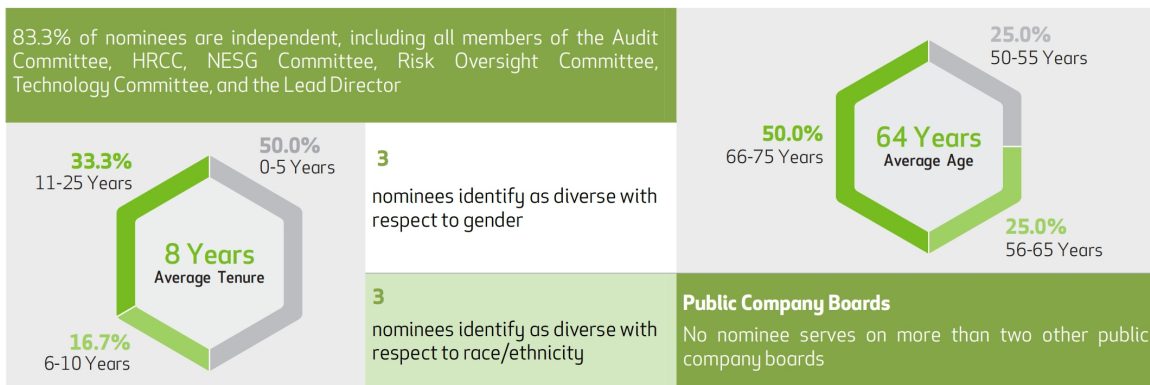 83.3% of nominees are independent, including all members of the Audit
Committee, HRCC, NESG Committee, Risk Oversight Committee,
Technology Committee, and the Lead Director
33.3%
11-25 Years
50.0%
0-5 Years
8 Years
Average Tenure
16.7%
6-10 Years
3
nominees identify as diverse with
respect to gender
3
nominees identify as diverse with
respect to race/ethnicity
25.0%
50-55 Years
50.0%
66-75 Years
64 Years
Average Age
25.0%
56-65 Years
Public Company Boards
No nominee serves on more than two other public
company boards